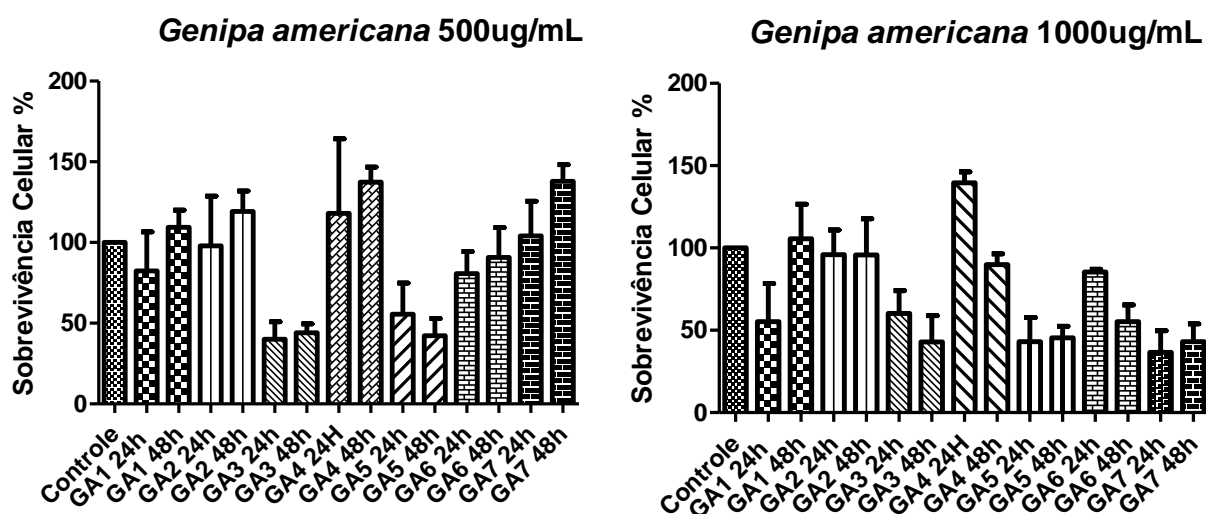 Genipa americana 500ug/mL
Sobrevivência Celular %
200
150
100
50
0
Controle
GA1 24h
GA1 48h
GA2 24h
GA2 48h
GA3 24h
GA3 48h
GA4 24H
GA4 48h
GA5 24h
GA5 48h
GA6 24h
GA6 48h
GA7 24h
GA7 48h
Genipa americana 1000ug/mL
Sobrevivência Celular %
200
150
100
50
0
Controle
GA1 24h
GA1 48h
GA2 24h
GA2 48h
GA3 24h
GA3 48h
GA4 24H
GA4 48h
GA5 24h
GA5 48h
GA6 24h
GA6 48h
GA7 24h
GA7 48h